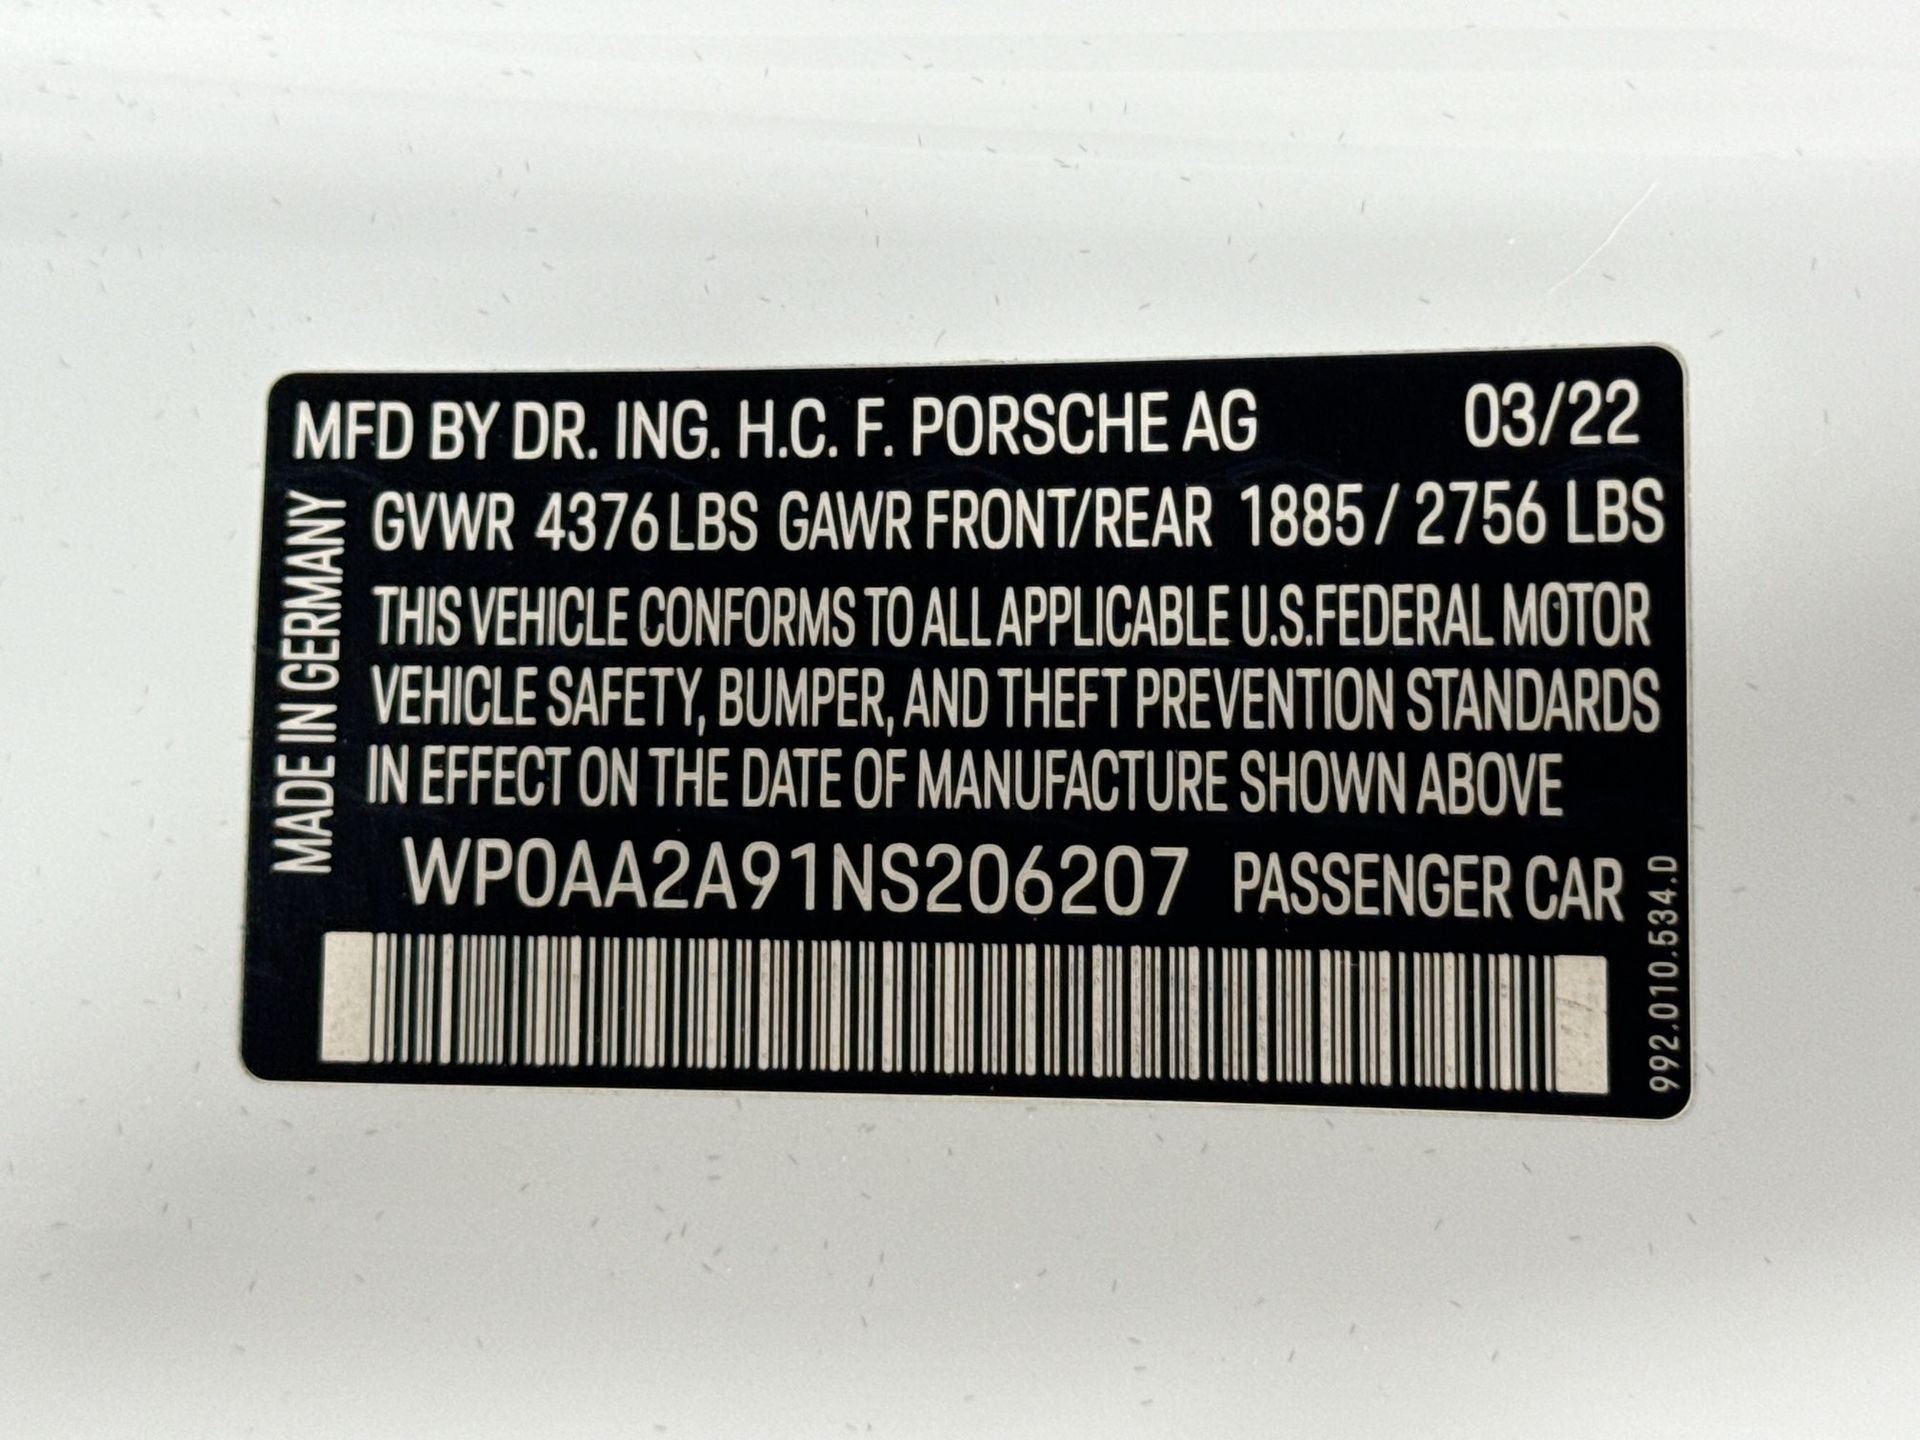 MFD BY DR. ING. H.C. F. PORSCHE AG 03/22
GVWR 4376 LBS GAWR FRONT/REAR 1885 / 2756 LBS
THIS VEHICLE CONFORMS TO ALL APPLICABLE U.S.FEDERAL MOTOR
VEHICLE SAFETY, BUMPER, AND THEFT PREVENTION STANDARDS
IN EFFECT ON THE DATE OF MANUFACTURE SHOWN ABOVE
WP0AA2A91NS206207 PASSENGER CAR
MADE IN GERMANY
992.010.534.D